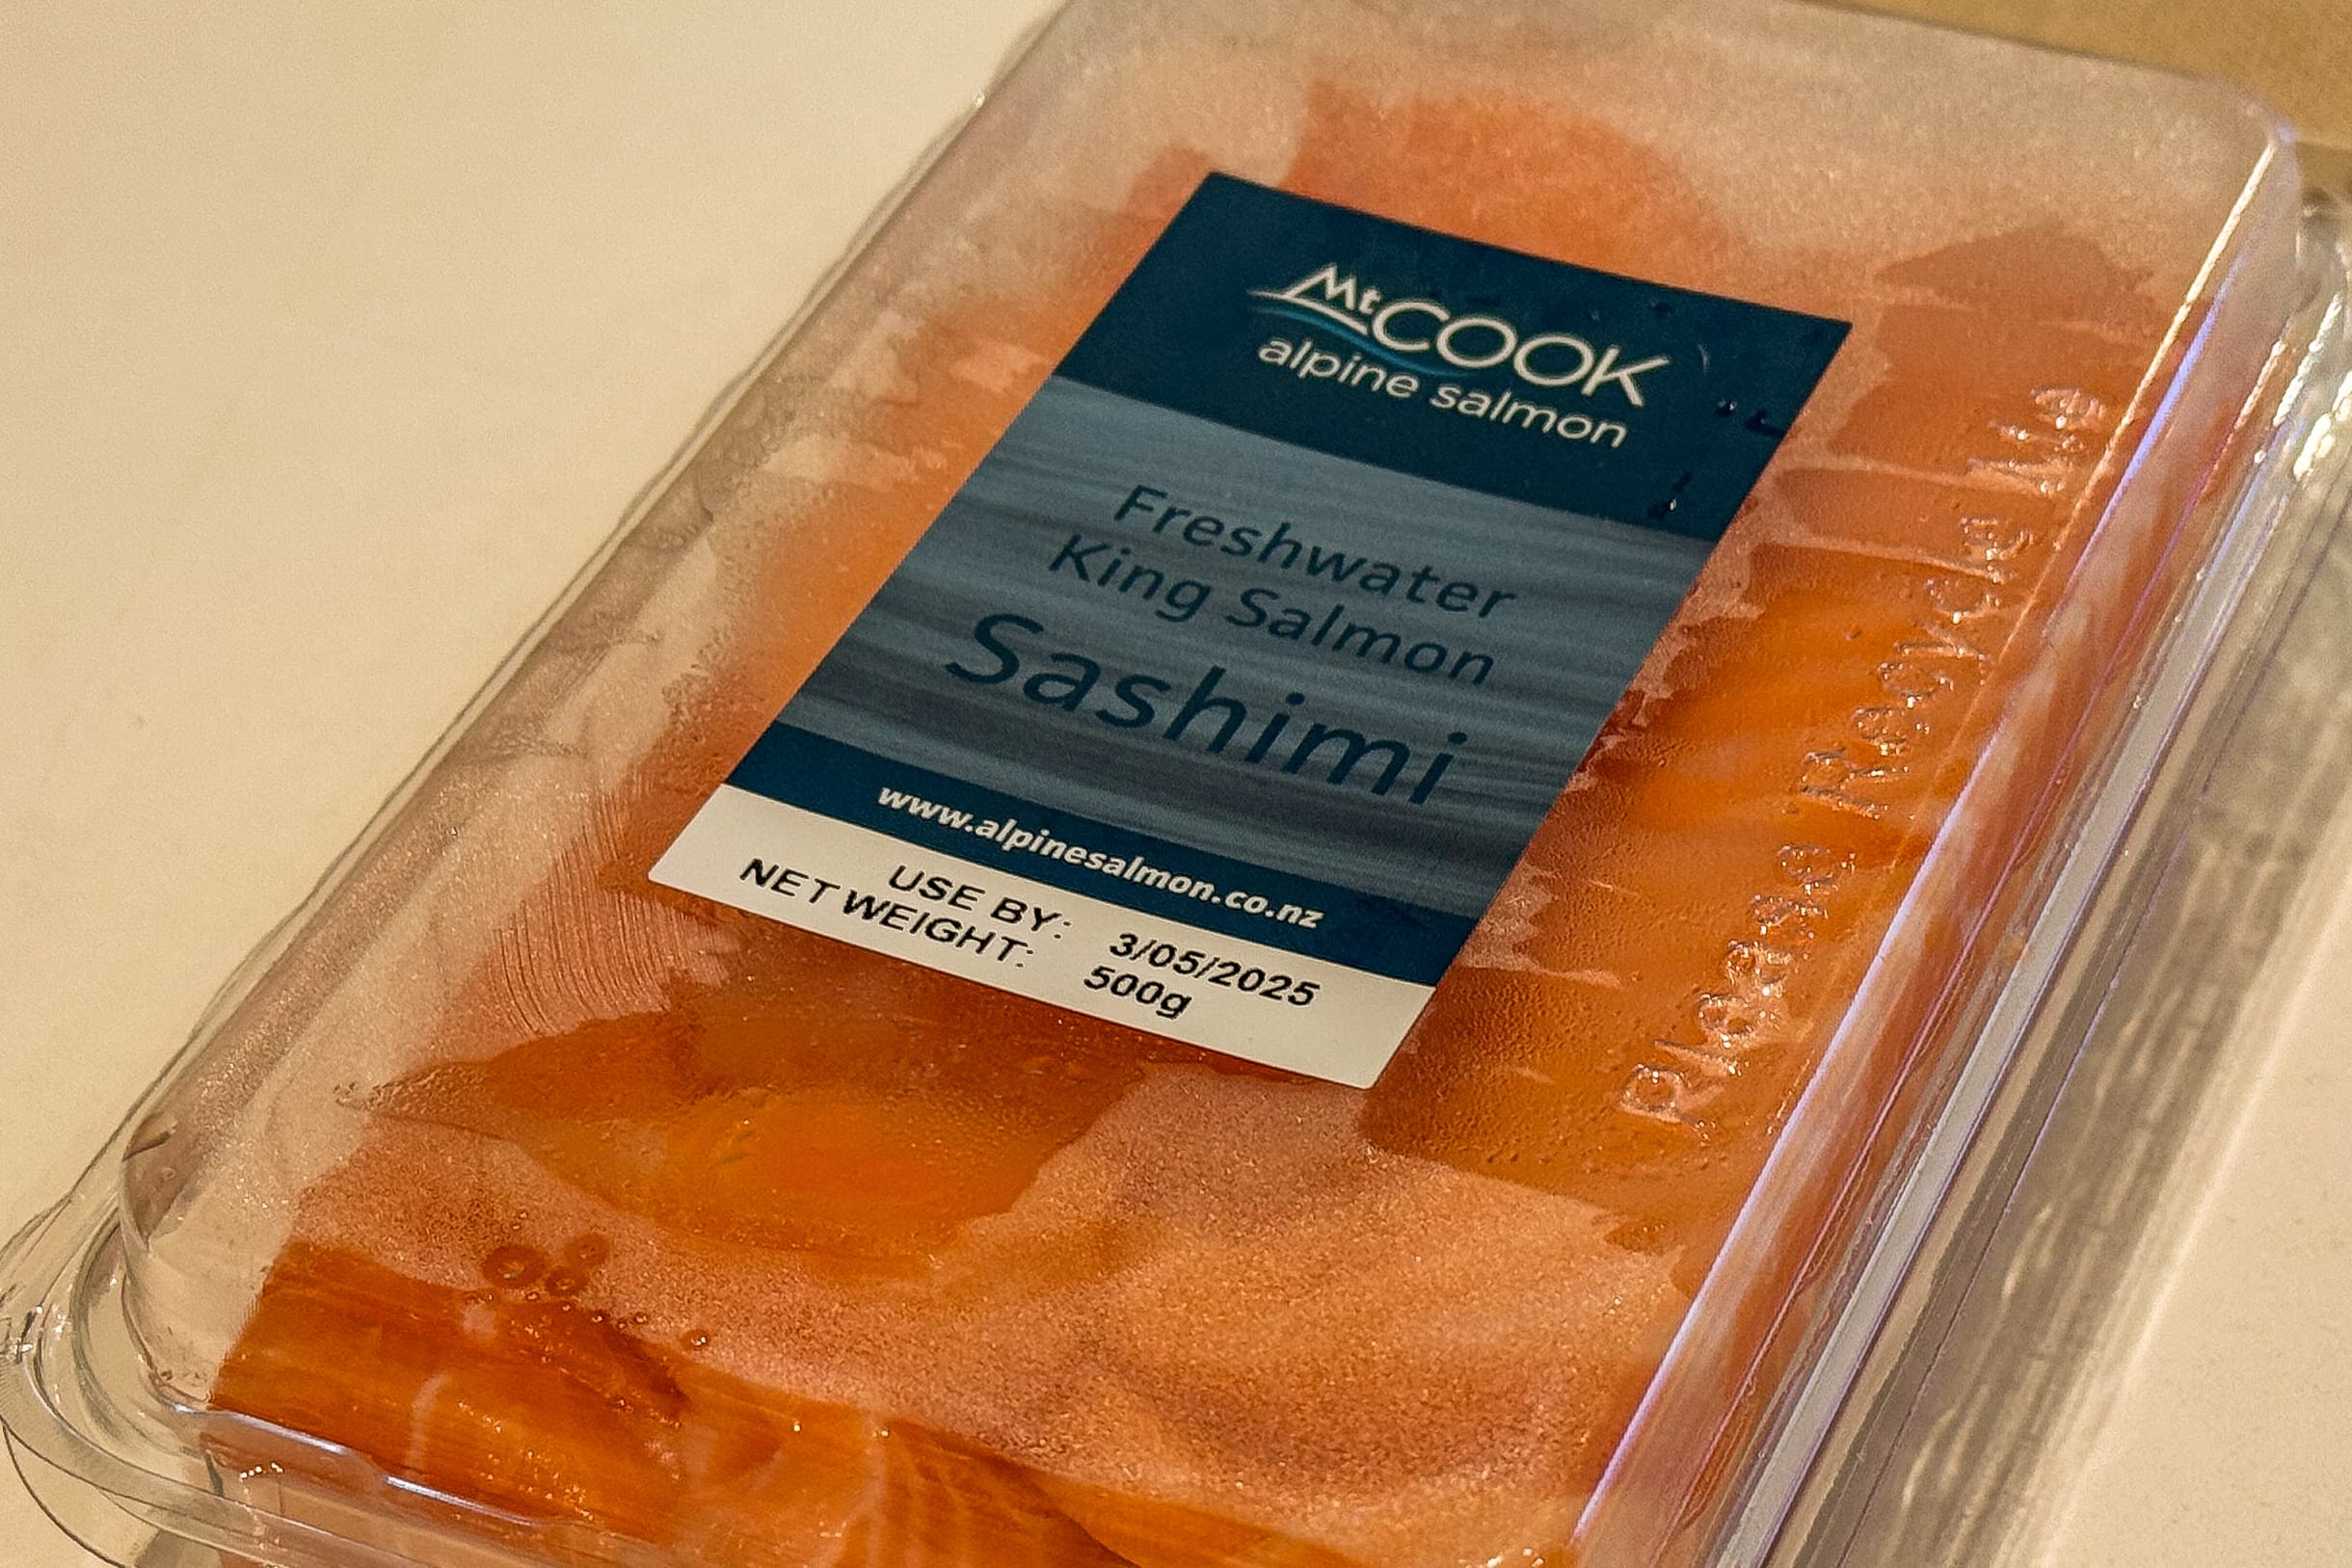 Mt COOK
alpine salmon
Freshwater
King Salmon
Sashimi
www.alpinesalmon.co.nz
USE BY: 3/05/2025
NET WEIGHT: 500g
Please Recycle Me